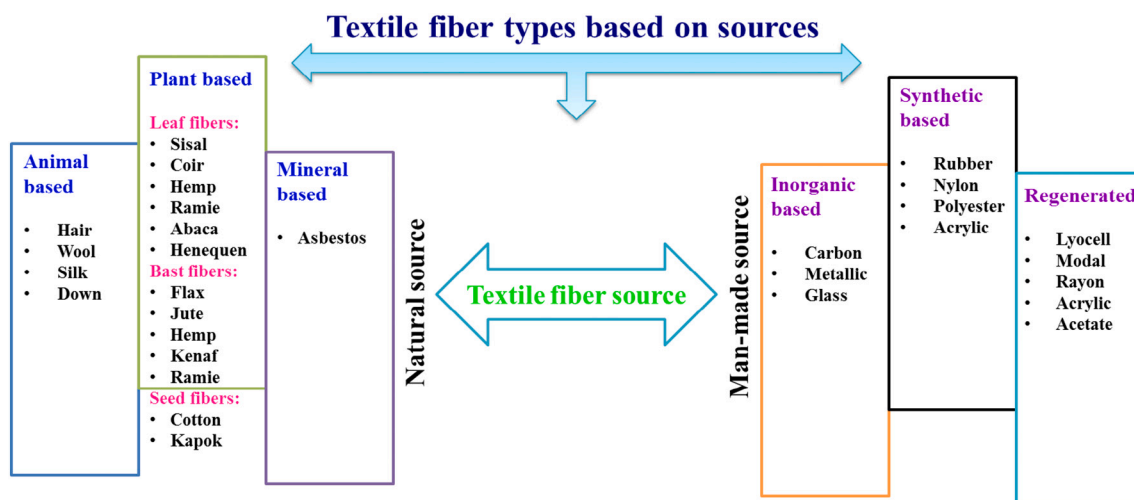 Textile fiber types based on sources
Animal
based
• Hair
• Wool
• Silk
• Down
Plant based
Leaf fibers:
• Sisal
• Coir
• Hemp
• Ramie
• Abaca
• Henequen
Bast fibers:
• Flax
• Jute
• Hemp
• Kenaf
• Ramie
Seed fibers:
• Cotton
• Kapok
Mineral
based
• Asbestos
Natural source
Textile fiber source
Man-made source
Inorganic
based
• Carbon
• Metallic
• Glass
Synthetic
based
• Rubber
• Nylon
• Polyester
• Acrylic
Regenerated
• Lyocell
• Modal
• Rayon
• Acrylic
• Acetate